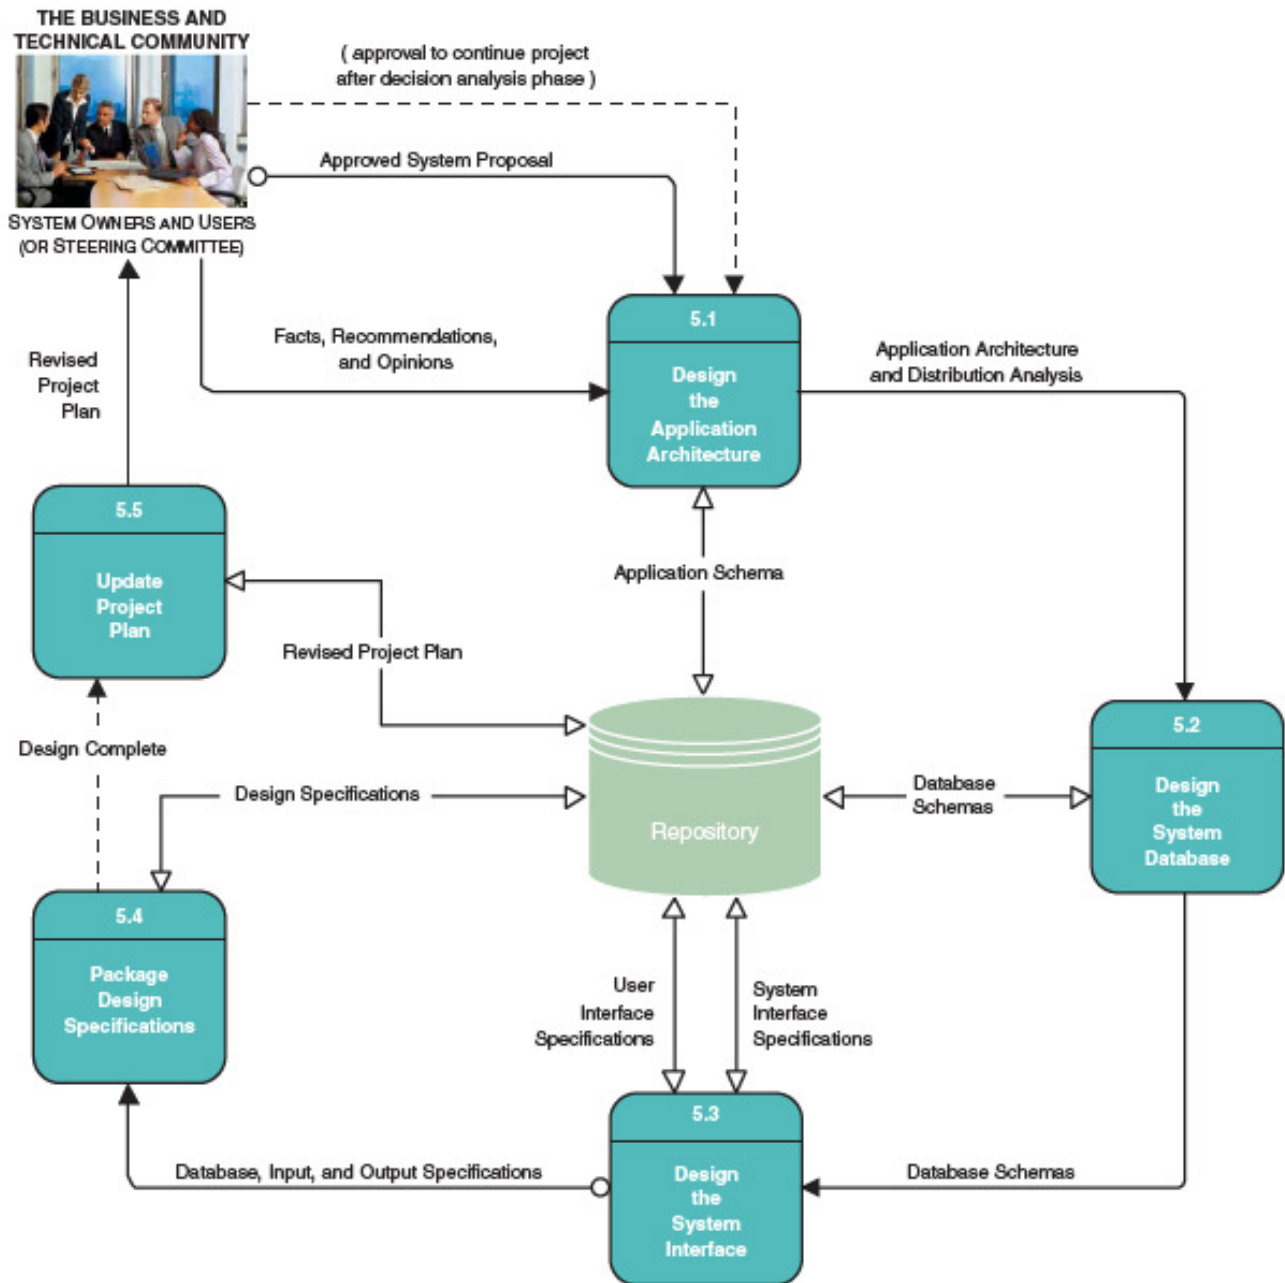 THE BUSINESS AND
TECHNICAL COMMUNITY
( approval to continue project
after decision analysis phase )
Approved System Proposal
SYSTEM OWNERS AND USERS
(OR STEERING COMMITTEE)
Facts, Recommendations,
and Opinions
5.1
Design
the
Application
Architecture
Application Architecture
and Distribution Analysis
Revised
Project
Plan
5.5
Update
Project
Plan
Application Schema
Revised Project Plan
5.2
Design
the
System
Database
Design Complete
Design Specifications
Repository
Database
Schemas
5.4
Package
Design
Specifications
User
Interface
Specifications
System
Interface
Specifications
5.3
Design
the
System
Interface
Database, Input, and Output Specifications
Database Schemas